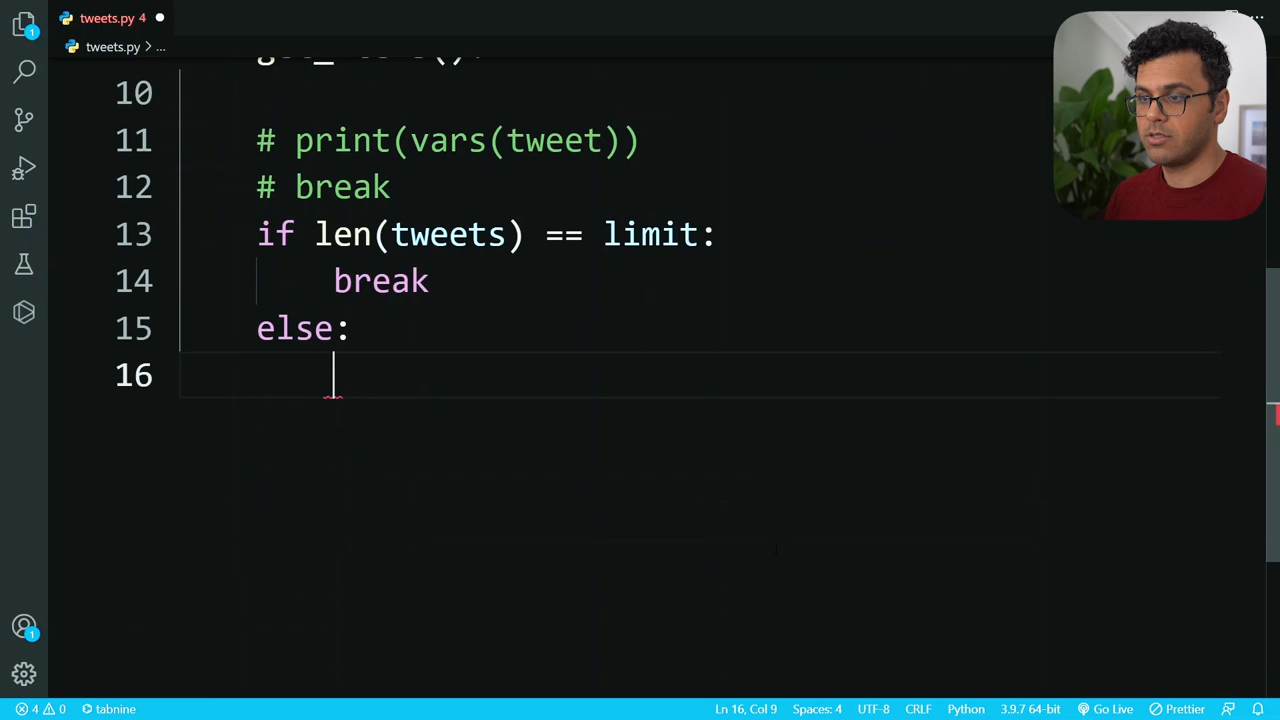 tweets.py 4
tweets.py > ...
10
11 # print(vars(tweet))
12 # break
13 if len(tweets) == limit:
14 break
15 else:
16
1
1
4 0 tabnine Ln 16, Col 9 Spaces: 4 UTF-8 CRLF Python 3.9.7 64-bit Go Live Prettier